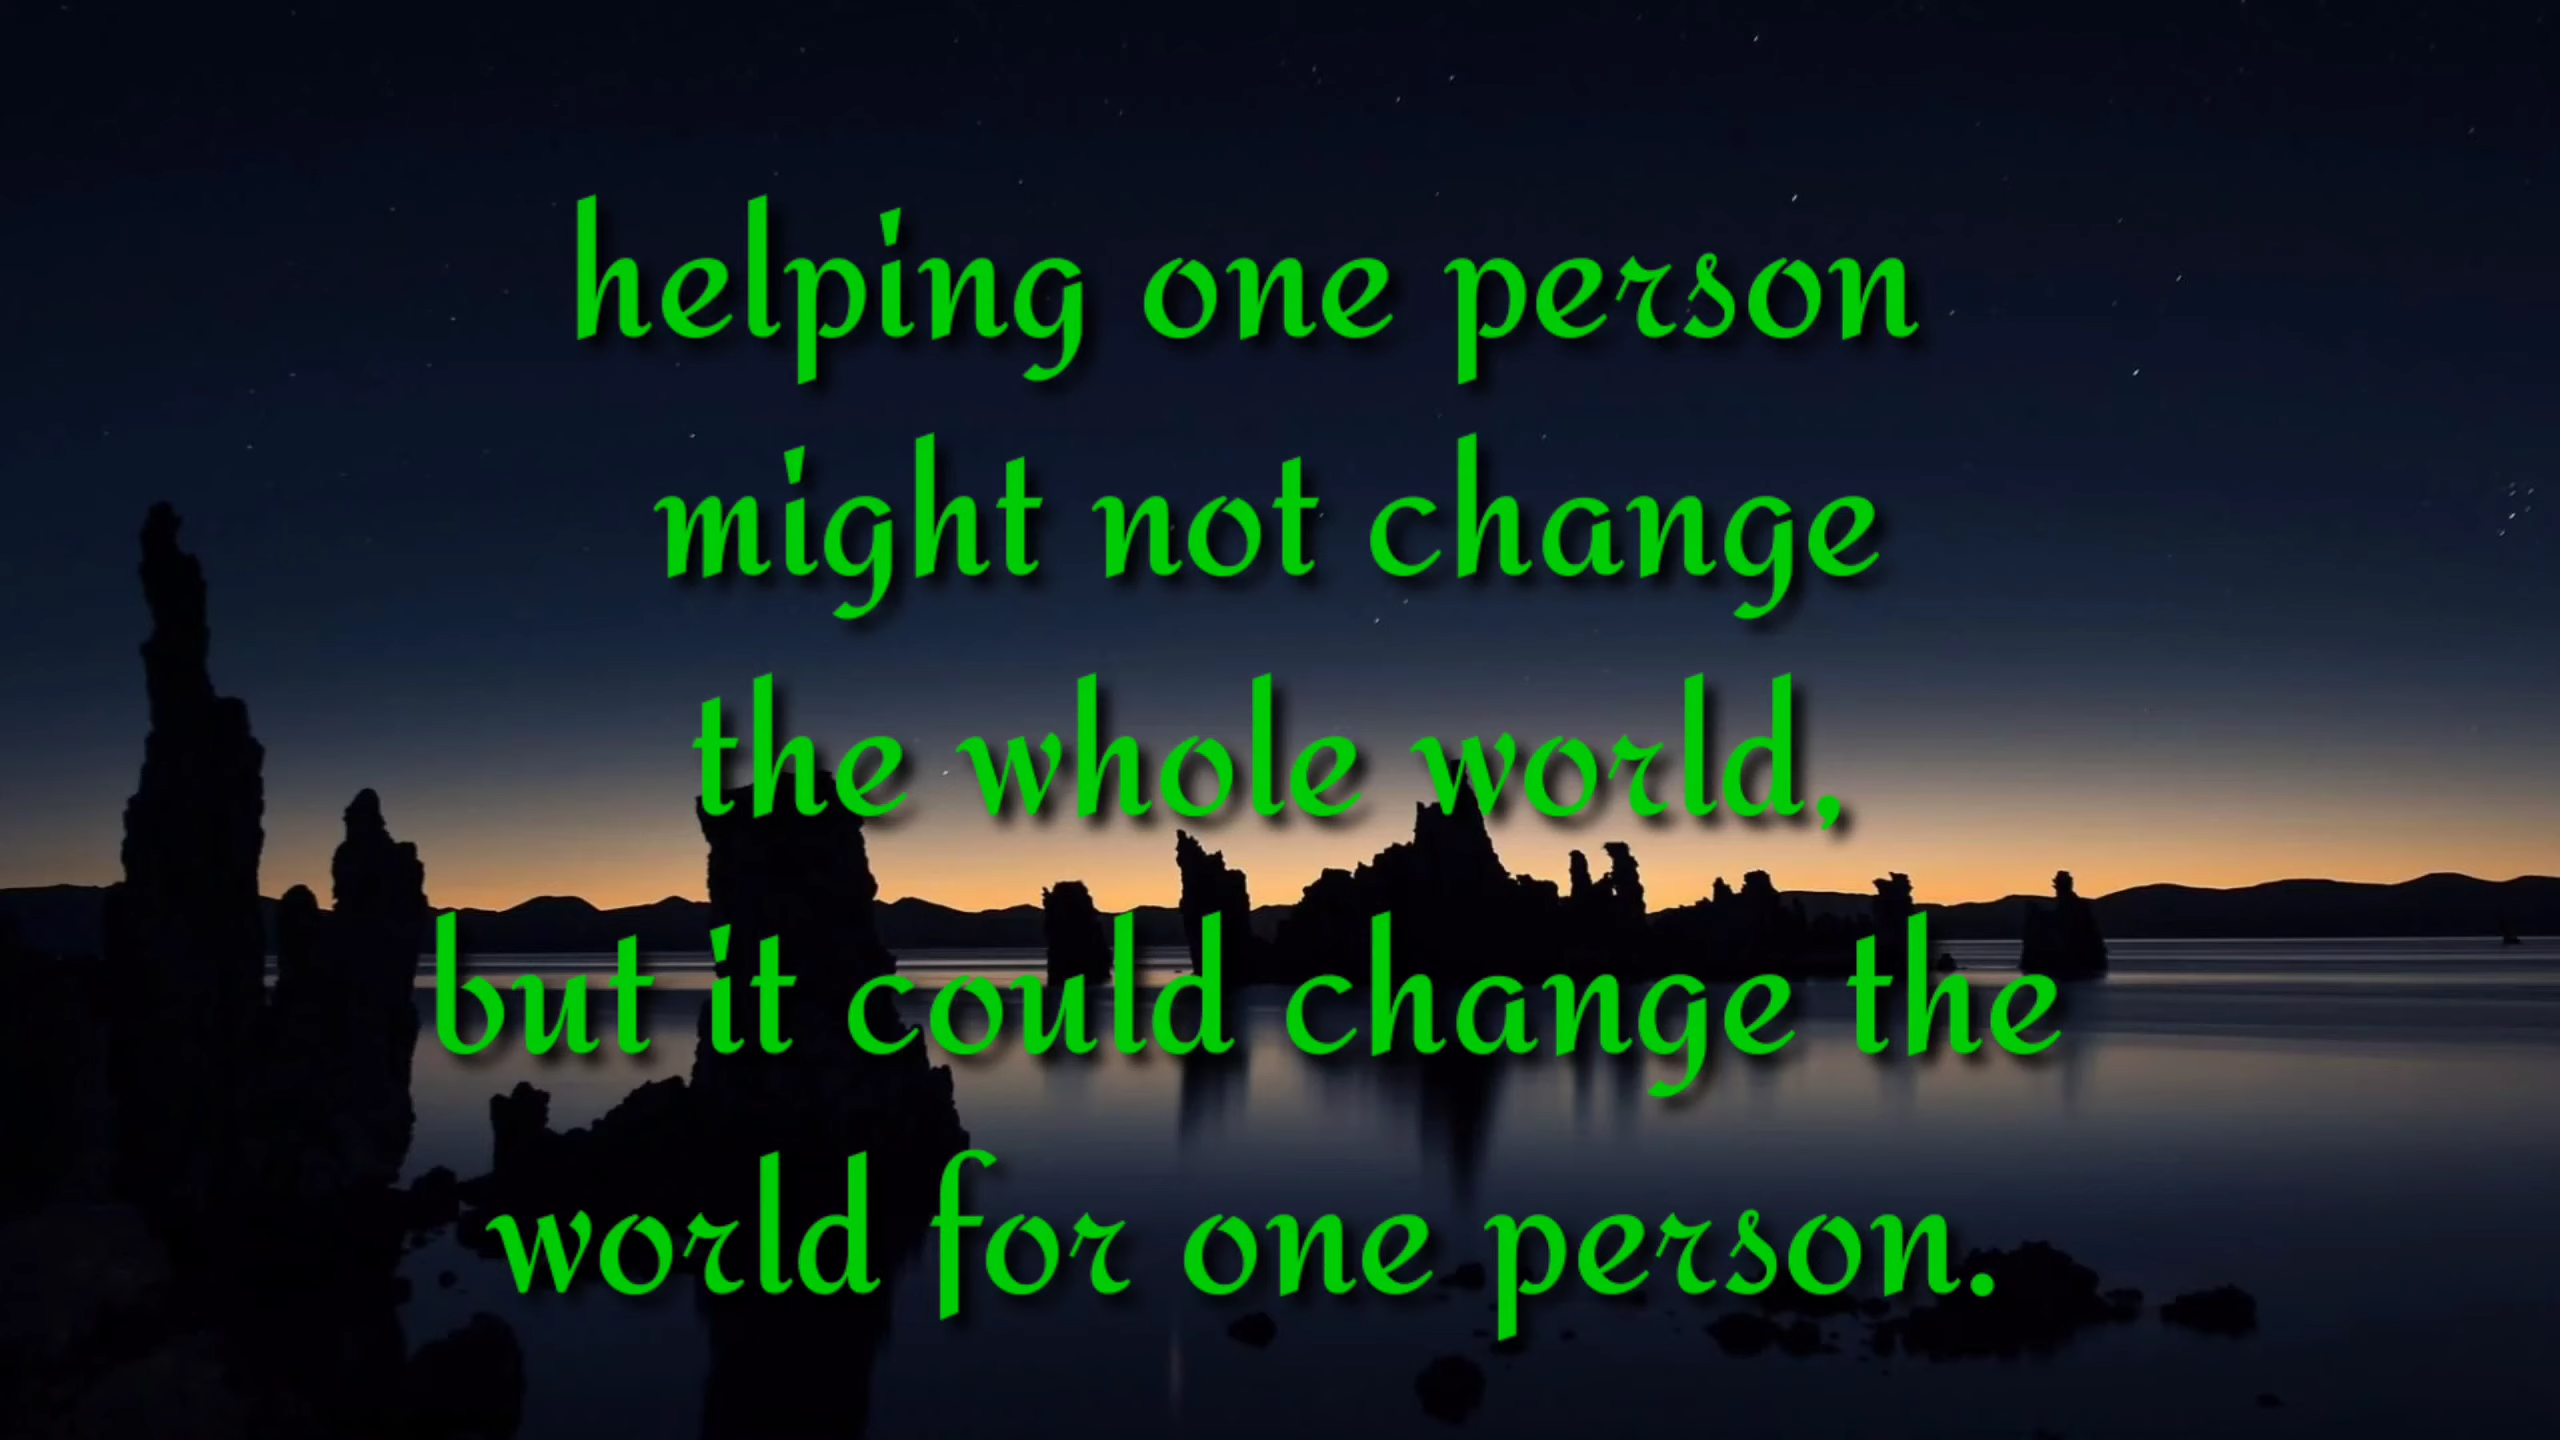 helping one person
might not change
the whole world,
but it could change the
world for one person.